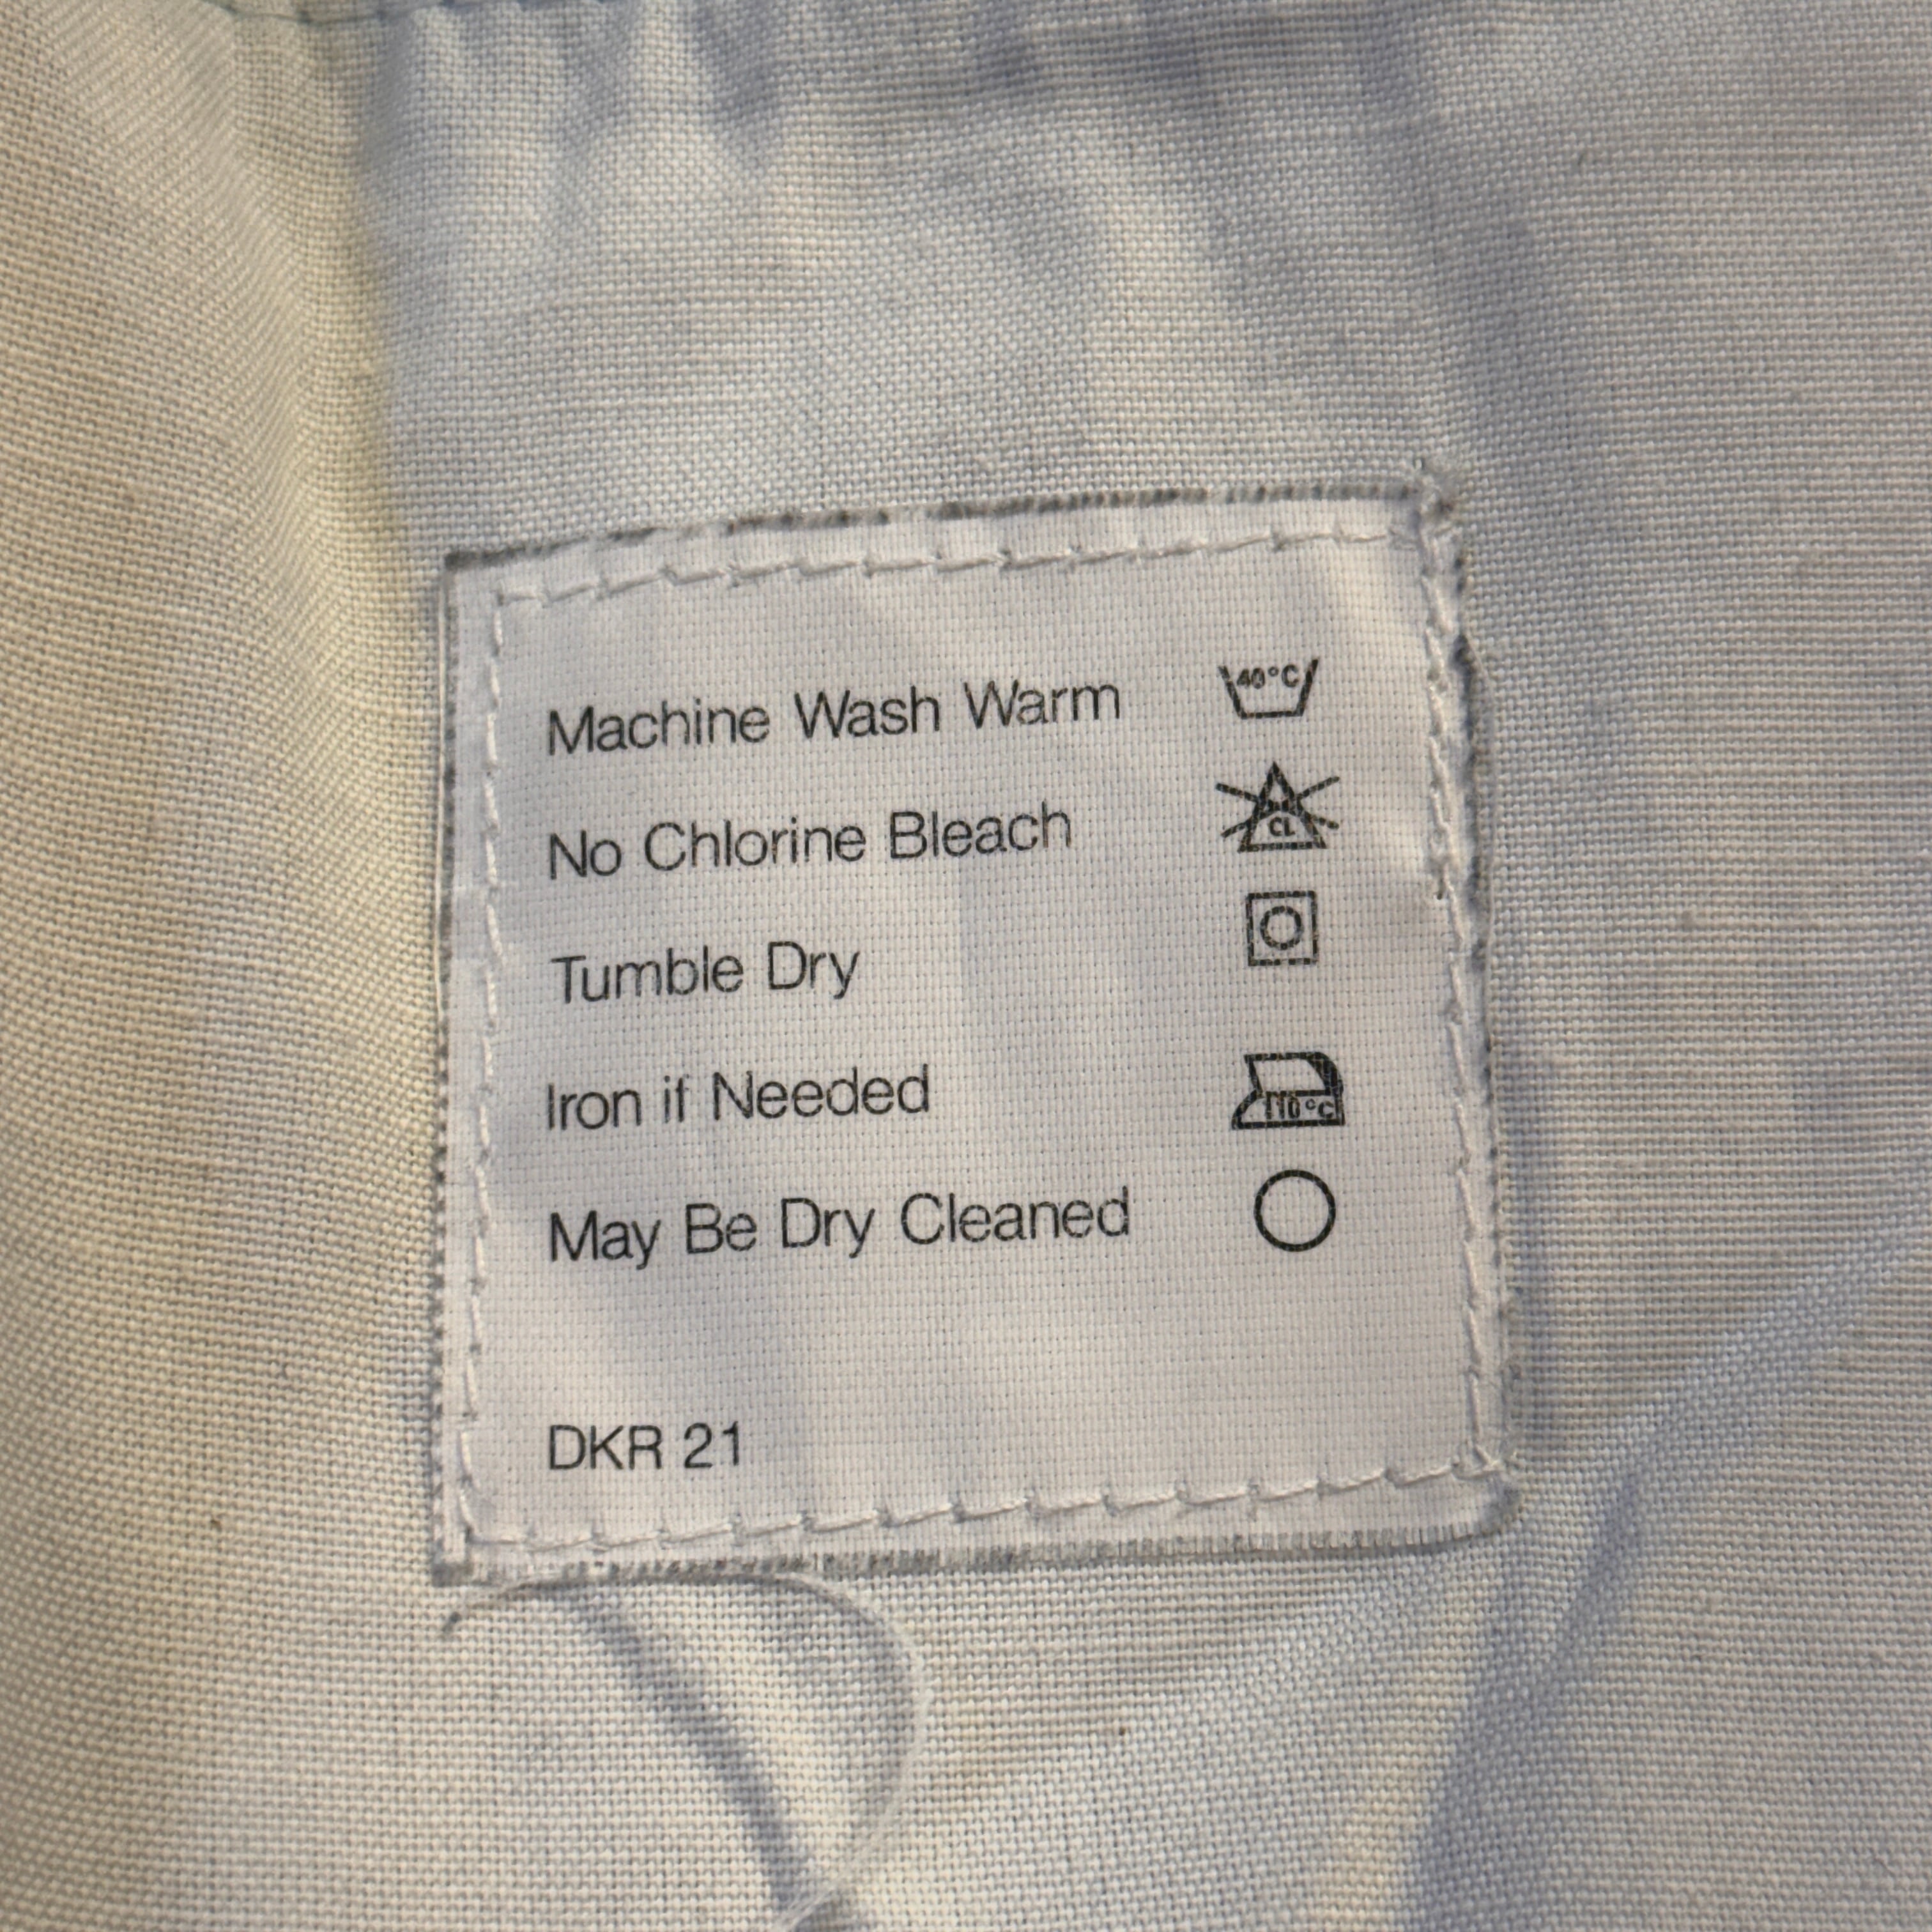 Machine Wash Warm 40°C
No Chlorine Bleach CL
Tumble Dry
Iron if Needed 110°C
May Be Dry Cleaned
DKR 21